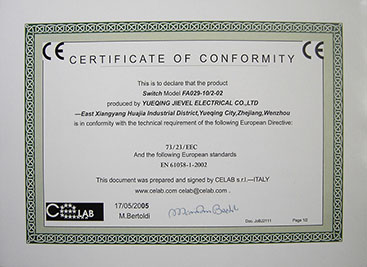 CE CERTIFICATE OF CONFORMITY CE
This is to declare that the product
Switch Model FA029-10/2-02
produced by YUEQING JIEVEL ELECTRICAL CO.,LTD
—East Xiangyang Huajia Industrial District,Yueqing City,Zhejiang,Wenzhou
is in conformity with the technical requirement of the following European Directive:
73/23/EEC
And the following European standards
EN 61058-1-2002
This document was prepared and signed by CELAB s.r.l.—ITALY
www.celab.com celab@celab.com .
CELAB
17/05/2005
M.Bertoldi
Page 1/2